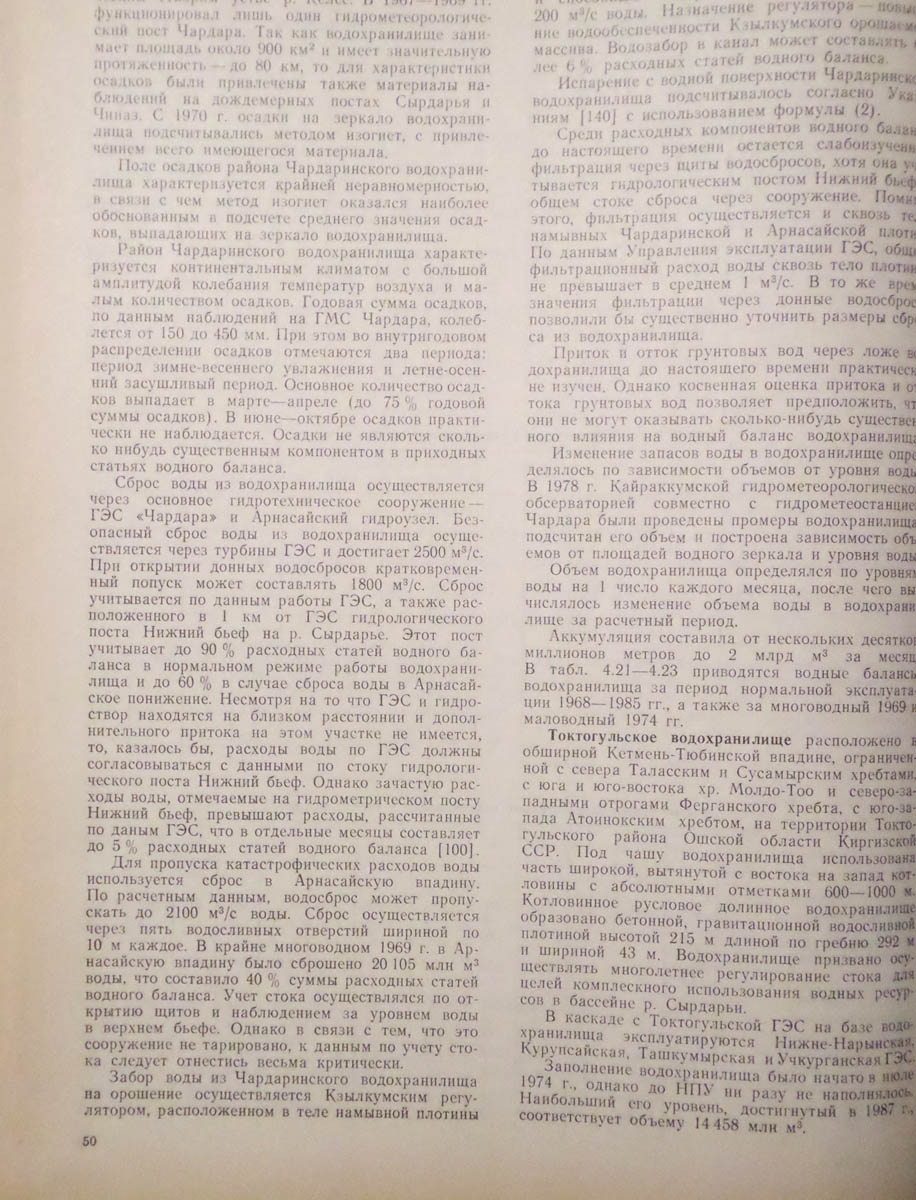 функционировал лишь один гидрометеорологиче-
ский пост Чардара. Так как водохранилище зани-
мает площадь около 900 км² и имеет значительную
протяженность — до 80 км, то для характеристики
осадков были привлечены также материалы на-
блюдений на дождемерных постах Сырдарья и
Чиназ. С 1970 г. осадки на зеркало водохрани-
лища подсчитывались методом изогиет, с привле-
чением всего имеющегося материала.
Поле осадков района Чардаринского водохрани-
лища характеризуется крайней неравномерностью,
в связи с чем метод изогиет оказался наиболее
обоснованным в подсчете среднего значения осад-
ков, выпадающих на зеркало водохранилища.
Район Чардаринского водохранилища характе-
ризуется континентальным климатом с большой
амплитудой колебания температур воздуха и ма-
лым количеством осадков. Годовая сумма осадков,
по данным наблюдений на ГМС Чардара, колеб-
лется от 150 до 450 мм. При этом во внутригодовом
распределении осадков отмечаются два периода:
период зимне-весеннего увлажнения и летне-осен-
ний засушливый период. Основное количество осад-
ков выпадает в марте—апреле (до 75 % годовой
суммы осадков). В июне—октябре осадков практи-
чески не наблюдается. Осадки не являются сколь-
ко нибудь существенным компонентом в приходных
статьях водного баланса.
Сброс воды из водохранилища осуществляется
через основное гидротехническое сооружение —
ГЭС «Чардара» и Арнасайский гидроузел. Без-
опасный сброс воды из водохранилища осуще-
ствляется через турбины ГЭС и достигает 2500 м³/с.
При открытии донных водосбросов кратковремен-
ный попуск может составлять 1800 м³/с. Сброс
учитывается по данным работы ГЭС, а также рас-
положенного в 1 км от ГЭС гидрологического
поста Нижний бьеф на р. Сырдарье. Этот пост
учитывает до 90 % расходных статей водного ба-
ланса в нормальном режиме работы водохрани-
лища и до 60 % в случае сброса воды в Арнасай-
ское понижение. Несмотря на то что ГЭС и гидро-
створ находятся на близком расстоянии и допол-
нительного притока на этом участке не имеется,
то, казалось бы, расходы воды по ГЭС должны
согласовываться с данными по стоку гидрологи-
ческого поста Нижний бьеф. Однако зачастую рас-
ходы воды, отмечаемые на гидрометрическом посту
Нижний бьеф, превышают расходы, рассчитанные
по даным ГЭС, что в отдельные месяцы составляет
до 5 % расходных статей водного баланса [100].
Для пропуска катастрофических расходов воды
используется сброс в Арнасайскую впадину.
По расчетным данным, водосброс может пропу-
скать до 2100 м³/с воды. Сброс осуществляется
через пять водосливных отверстий шириной по
10 м каждое. В крайне многоводном 1969 г. в Ар-
насайскую впадину было сброшено 20 105 млн м³
воды, что составило 40 % суммы расходных статей
водного баланса. Учет стока осуществлялся по от-
крытию щитов и наблюдением за уровнем воды
в верхнем бьефе. Однако в связи с тем, что это
сооружение не тарировано, к данным по учету сто-
ка следует отнестись весьма критически.
Забор воды из Чардаринского водохранилища
на орошение осуществляется Кзылкумским регу-
лятором, расположенном в теле намывной плотины
50
200 м³/с воды. Назначение регулятора — повы
ние водообеспеченности Кзылкумского орошаем
массива. Водозабор в канал может составлять
лее 6 % расходных статей водного баланса.
Испарение с водной поверхности Чардаринск
водохранилища подсчитывалось согласно Ука
ниям [140] с использованием формулы (2).
Среди расходных компонентов водного балан
до настоящего времени остается слабоизучен
фильтрация через щиты водосбросов, хотя она у
тывается гидрологическим постом Нижний бьеф
общем стоке сброса через сооружение. Поми
этого, фильтрация осуществляется и сквозь те
намывных Чардаринской и Арнасайской плоти
По данным Управления эксплуатации ГЭС, обще
фильтрационный расход воды сквозь тело плотин
не превышает в среднем 1 м³/с. В то же врем
значения фильтрации через донные водосброс
позволили бы существенно уточнить размеры сбр
са из водохранилища.
Приток и отток грунтовых вод через ложе во
дохранилища до настоящего времени практическ
не изучен. Однако косвенная оценка притока и от
тока грунтовых вод позволяет предположить, чт
они не могут оказывать сколько-нибудь существен
ного влияния на водный баланс водохранилища
Изменение запасов воды в водохранилище опре
делялось по зависимости объемов от уровня воды
В 1978 г. Кайраккумской гидрометеорологическо
обсерваторией совместно с гидрометеостанцией
Чардара были проведены промеры водохранилища
подсчитан его объем и построена зависимость объ
емов от площадей водного зеркала и уровня воды
Объем водохранилища определялся по уровням
воды на 1 число каждого месяца, после чего вы
числялось изменение объема воды в водохрани
лище за расчетный период.
Аккумуляция составила от нескольких десятков
миллионов метров до 2 млрд м³ за месяц
В табл. 4.21—4.23 приводятся водные балансы
водохранилища за период нормальной эксплуата-
ции 1968—1985 гг., а также за многоводный 1969 и
маловодный 1974 гг.
Токтогульское водохранилище расположено в
обширной Кетмень-Тюбинской впадине, ограничен-
ной с севера Таласским и Сусамырским хребтами,
с юга и юго-востока хр. Молдо-Тоо и северо-за-
падными отрогами Ферганского хребта, с юго-за-
пада Атоинокским хребтом, на территории Токто-
гульского района Ошской области Киргизской
ССР. Под чашу водохранилища использована
часть широкой, вытянутой с востока на запад кот-
ловины с абсолютными отметками 600—1000 м.
Котловинное русловое долинное водохранилище
образовано бетонной, гравитационной водосливной
плотиной высотой 215 м длиной по гребню 292 м
и шириной 43 м. Водохранилище призвано осу-
ществлять многолетнее регулирование стока для
целей комплескного использования водных ресур-
сов в бассейне р. Сырдарьи.
В каскаде с Токтогульской ГЭС на базе водо-
хранилища эксплуатируются Нижне-Нарынская,
Курупсайская, Ташкумырская и Учкурганская ГЭС.
Заполнение водохранилища было начато в июле
1974 г., однако до НПУ ни разу не наполнялось.
Наибольший его уровень, достигнутый в 1987 г.,
соответствует объему 14 458 млн м³.